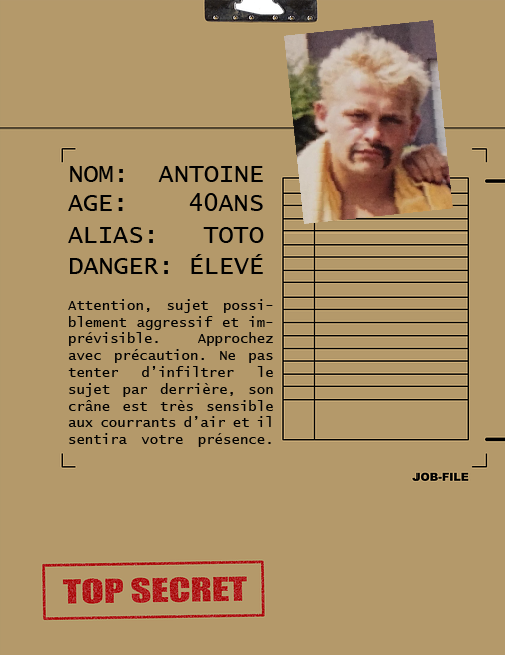 NOM: ANTOINE
AGE: 40ANS
ALIAS: TOTO
DANGER: ÉLEVÉ
Attention, sujet possi-
blement aggressif et im-
prévisible. Approchez
avec précaution. Ne pas
tenter d'infiltrer le
sujet par derrière, son
crâne est très sensible
aux courrants d'air et il
sentira votre présence.
JOB-FILE
TOP SECRET